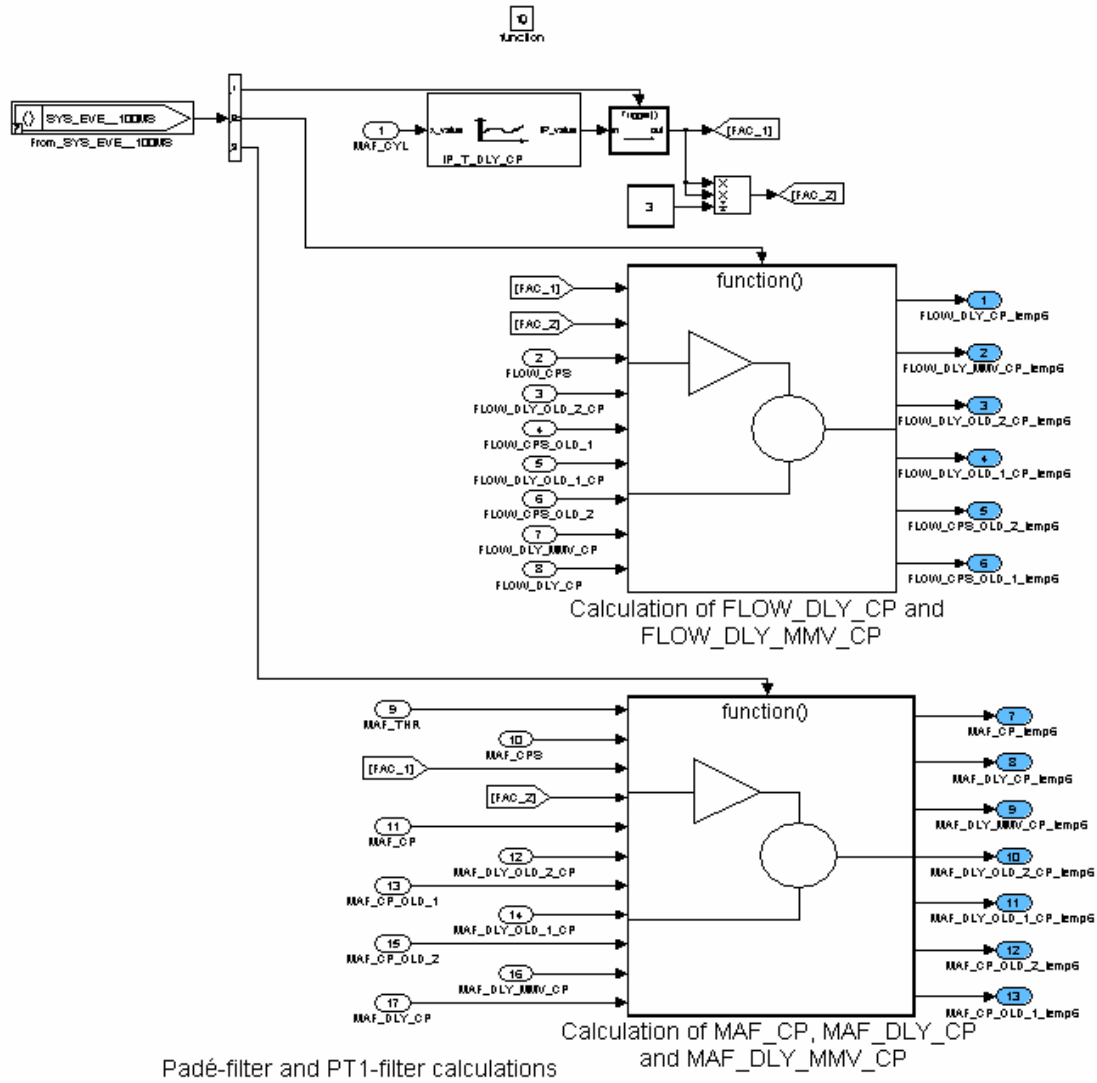 f()
function
SYS_EVE__100MS
From_SYS_EVE__100MS
1
2
3
1
MAF_CYL
x_value
IP_value
IP_T_DLY_CP
Trigger()
in
out
[FAC_1]
3
[FAC_2]
function()
[FAC_1]
[FAC_2]
2
FLOW_CPS
3
FLOW_DLY_OLD_2_CP
4
FLOW_CPS_OLD_1
5
FLOW_DLY_OLD_1_CP
6
FLOW_CPS_OLD_2
7
FLOW_DLY_MMV_CP
8
FLOW_DLY_CP
1
FLOW_DLY_CP_temp6
2
FLOW_DLY_MMV_CP_temp6
3
FLOW_DLY_OLD_2_CP_temp6
4
FLOW_DLY_OLD_1_CP_temp6
5
FLOW_CPS_OLD_2_temp6
6
FLOW_CPS_OLD_1_temp6
Calculation of FLOW_DLY_CP and
FLOW_DLY_MMV_CP
function()
9
MAF_THR
10
MAF_CPS
[FAC_1]
[FAC_2]
11
MAF_CP
12
MAF_DLY_OLD_2_CP
13
MAF_CP_OLD_1
14
MAF_DLY_OLD_1_CP
15
MAF_CP_OLD_2
16
MAF_DLY_MMV_CP
17
MAF_DLY_CP
7
MAF_CP_temp6
8
MAF_DLY_CP_temp6
9
MAF_DLY_MMV_CP_temp6
10
MAF_DLY_OLD_2_CP_temp6
11
MAF_DLY_OLD_1_CP_temp6
12
MAF_CP_OLD_2_temp6
13
MAF_CP_OLD_1_temp6
Calculation of MAF_CP, MAF_DLY_CP
and MAF_DLY_MMV_CP
Padé-filter and PT1-filter calculations